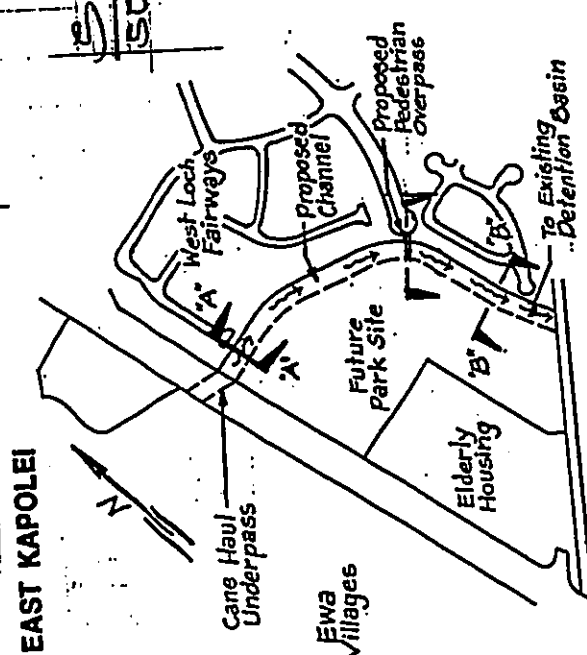 EAST KAPOLEI
N
Cane Haul
Underpass
Ewa
Villages
"A"
"A"
West Loch
Fairways
Proposed
Channel
Proposed
Pedestrian
Overpass
Future
Park Site
"B"
"B"
Elderly
Housing
To Existing
Detention Basin